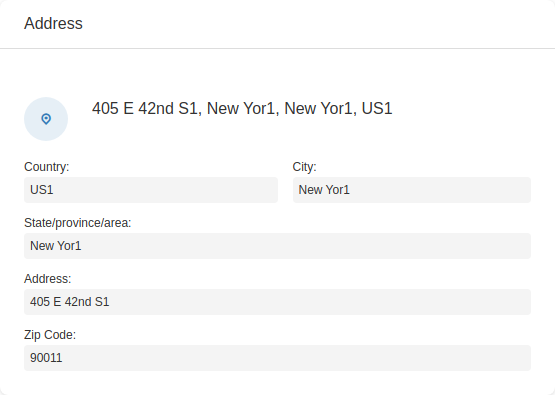 Address
405 E 42nd S1, New Yor1, New Yor1, US1
Country:
City:
US1
New Yor1
State/province/area:
New Yor1
Address:
405 E 42nd S1
Zip Code:
90011